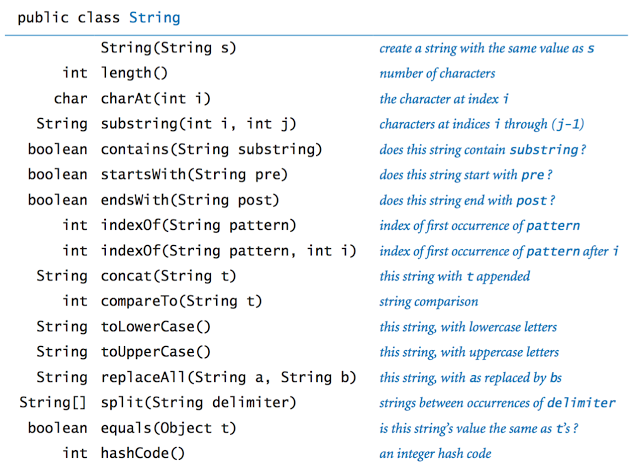 public class String
String(String s) create a string with the same value as s
int length() number of characters
char charAt(int i) the character at index i
String substring(int i, int j) characters at indices i through (j-1)
boolean contains(String substring) does this string contain substring?
boolean startsWith(String pre) does this string start with pre?
boolean endsWith(String post) does this string end with post?
int indexOf(String pattern) index of first occurrence of pattern
int indexOf(String pattern, int i) index of first occurrence of pattern after i
String concat(String t) this string with t appended
int compareTo(String t) string comparison
String toLowerCase() this string, with lowercase letters
String toUpperCase() this string, with uppercase letters
String replaceAll(String a, String b) this string, with as replaced by bs
String[] split(String delimiter) strings between occurrences of delimiter
boolean equals(Object t) is this string's value the same as t's?
int hashCode() an integer hash code